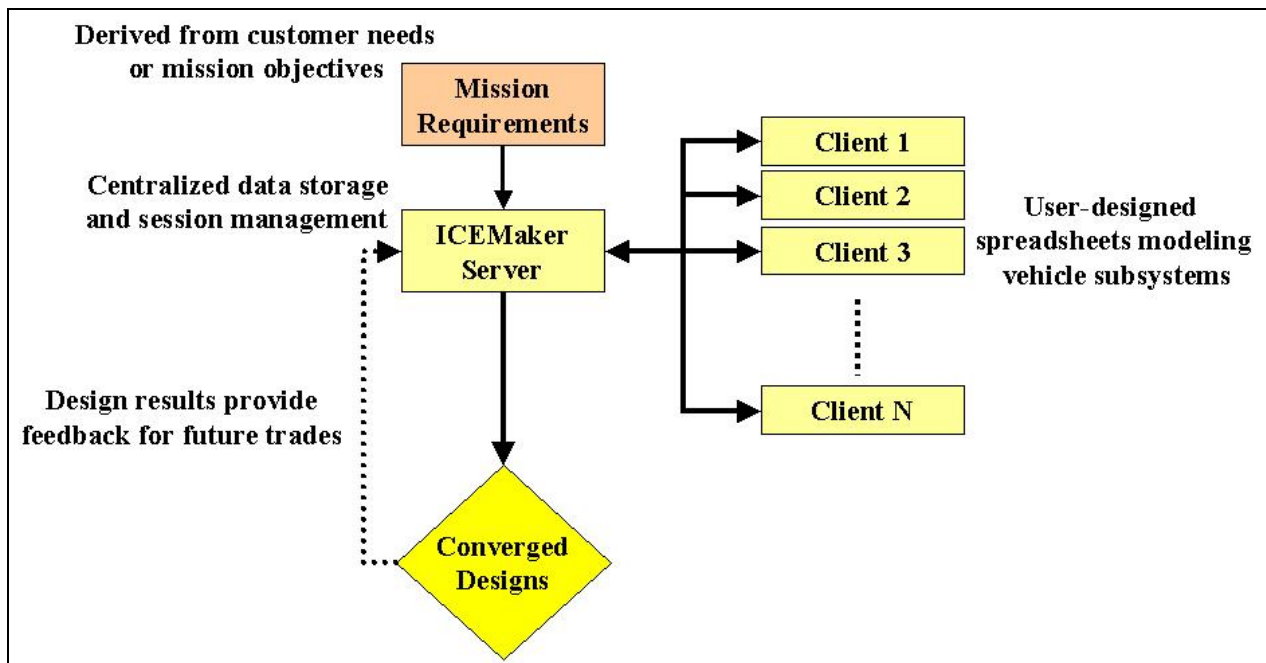 Derived from customer needs
or mission objectives
Mission
Requirements
Centralized data storage
and session management
ICEMaker
Server
Client 1
Client 2
Client 3
Client N
User-designed
spreadsheets modeling
vehicle subsystems
Design results provide
feedback for future trades
Converged
Designs